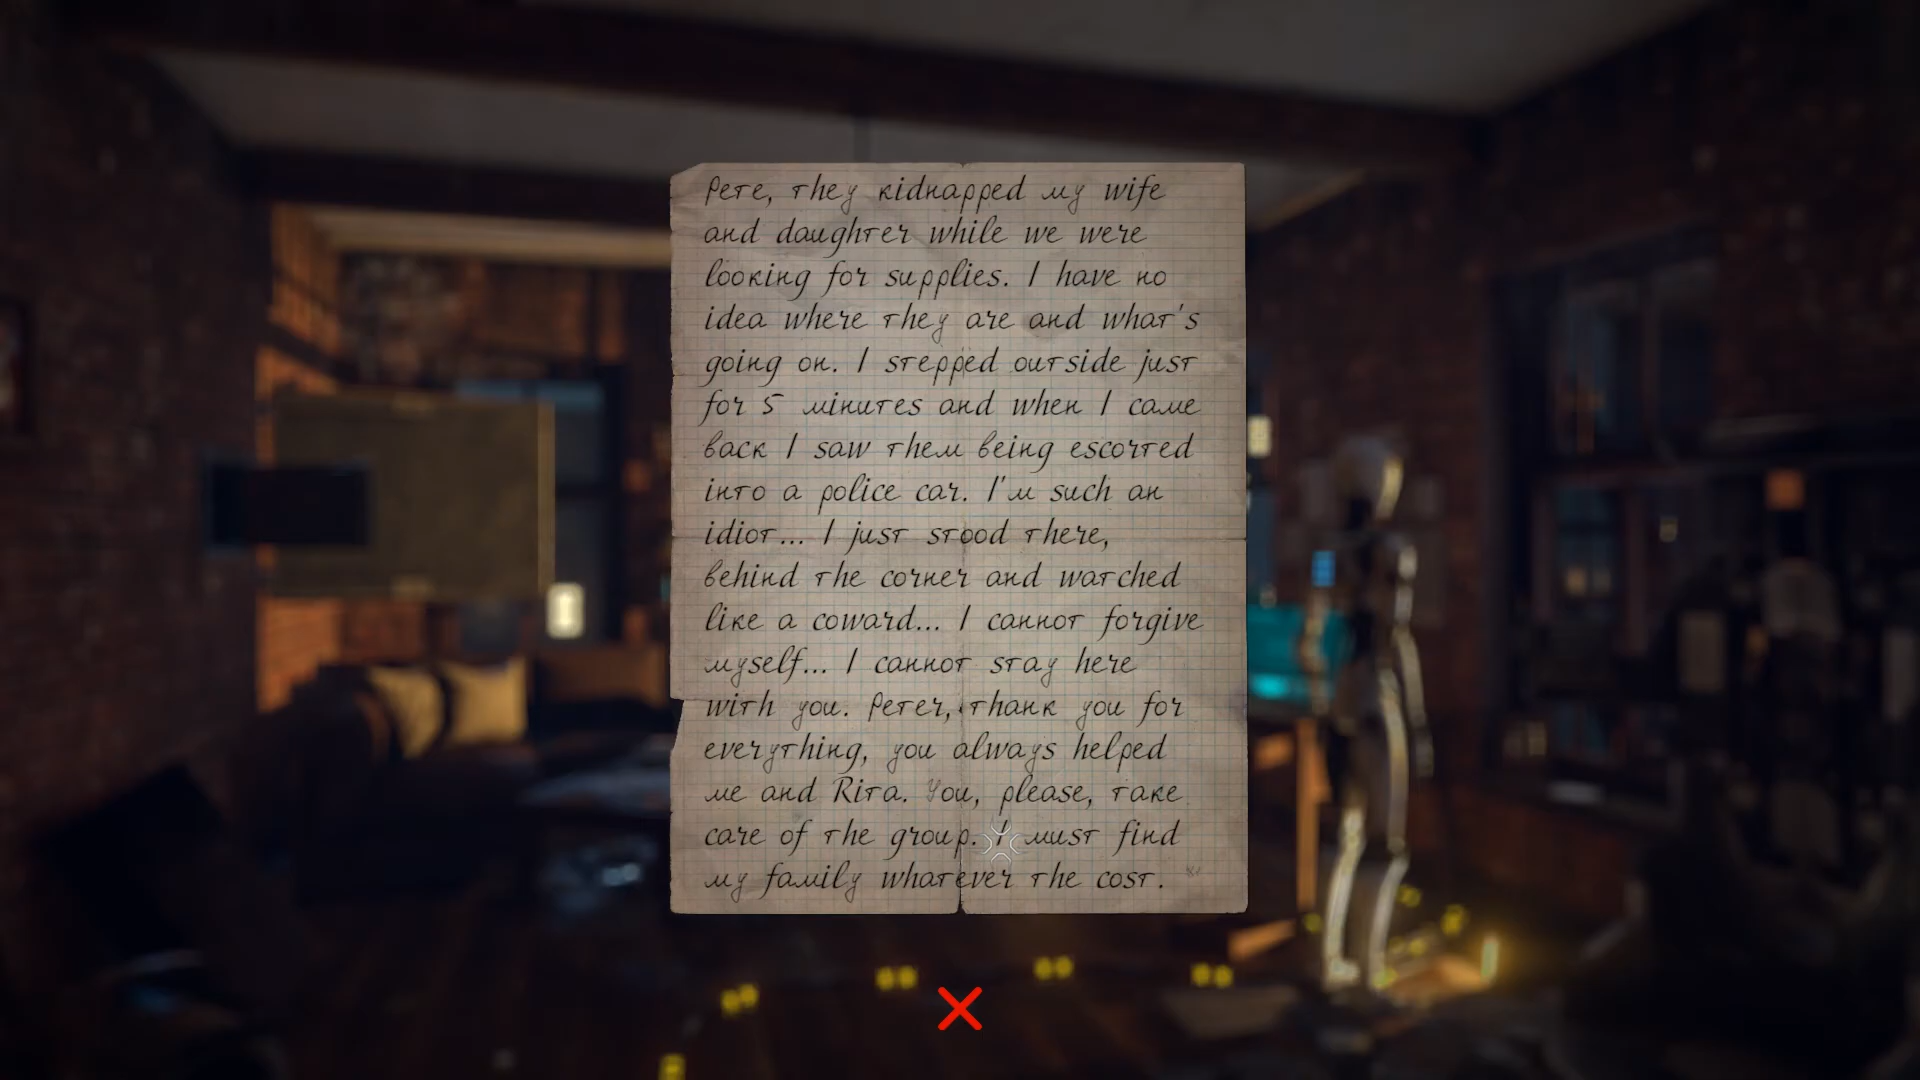 Pete, they kidnapped my wife
and daughter while we were
looking for supplies. I have no
idea where they are and what's
going on. I stepped outside just
for 5 minutes and when I came
back I saw them being escorted
into a police car. I'm such an
idiot... I just stood there,
behind the corner and watched
like a coward... I cannot forgive
myself... I cannot stay here
with you. Peter, thank you for
everything, you always helped
me and Rita. You, please, take
care of the group. I must find
my family whatever the cost.